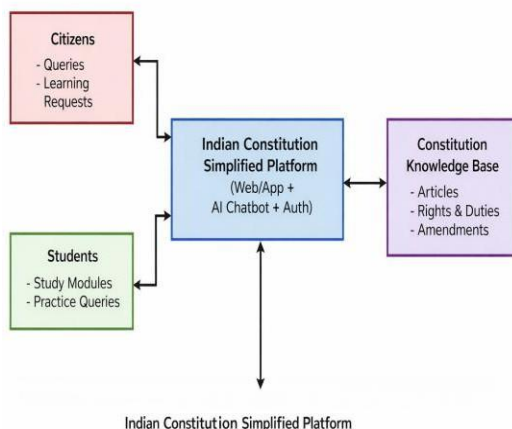 Citizens
- Queries
- Learning
Requests
Indian Constitution
Simplified Platform
(Web/App +
AI Chatbot + Auth)
Constitution
Knowledge Base
- Articles
- Rights & Duties
- Amendments
Students
- Study Modules
- Practice Queries
Indian Constitution Simplified Platform